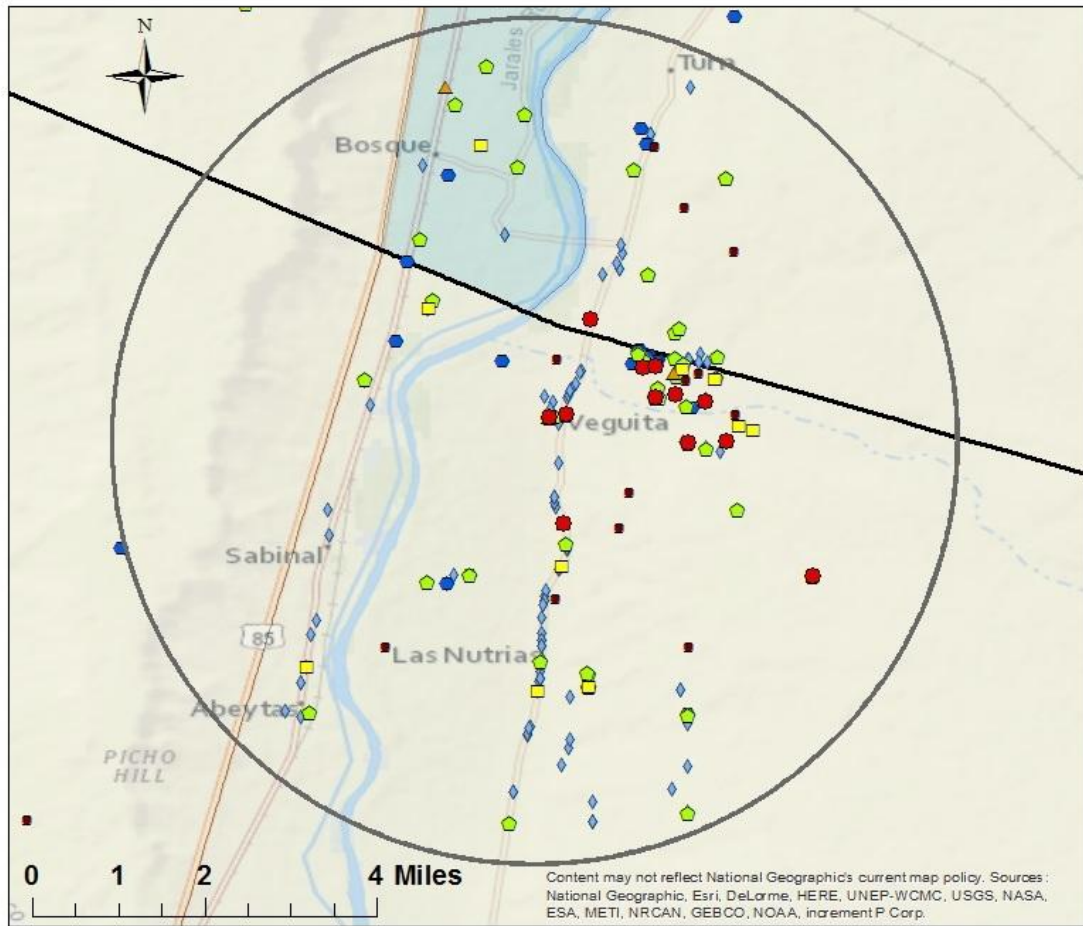 N
Jarales
Turn
Bosque
Veguita
Sabinal
85
Las Nutrias
Abeytas
PICHO
HILL
0 1 2 4 Miles
Content may not reflect National Geographic's current map policy. Sources:
National Geographic, Esri, DeLorme, HERE, UNEP-WCMC, USGS, NASA,
ESA, METI, NRCAN, GEBCO, NOAA, increment P Corp.